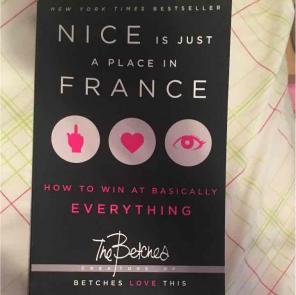 NEW YORK TIMES BESTSELLER
NICE IS JUST
A PLACE IN
FRANCE
HOW TO WIN AT BASICALLY
EVERYTHING
The Betches
CREATORS OF
BETCHES LOVE THIS